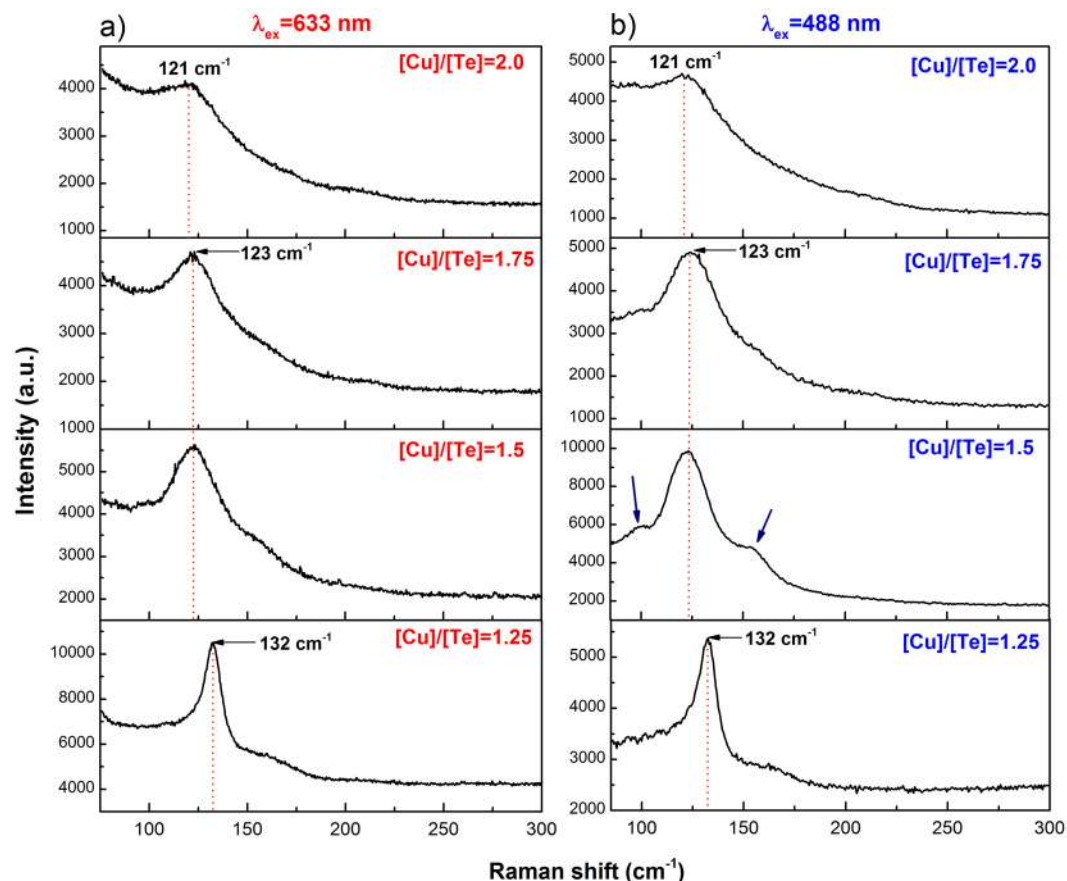 a) λex=633 nm
b) λex=488 nm
Intensity (a.u.)
[Cu]/[Te]=2.0
121 cm-1
4000
3000
2000
1000
[Cu]/[Te]=2.0
121 cm-1
5000
4000
3000
2000
1000
[Cu]/[Te]=1.75
123 cm-1
4000
3000
2000
1000
[Cu]/[Te]=1.75
123 cm-1
5000
4000
3000
2000
1000
[Cu]/[Te]=1.5
5000
4000
3000
2000
[Cu]/[Te]=1.5
10000
8000
6000
4000
2000
[Cu]/[Te]=1.25
132 cm-1
10000
8000
6000
4000
[Cu]/[Te]=1.25
132 cm-1
5000
4000
3000
2000
100 150 200 250 300
100 150 200 250 300
Raman shift (cm-1)